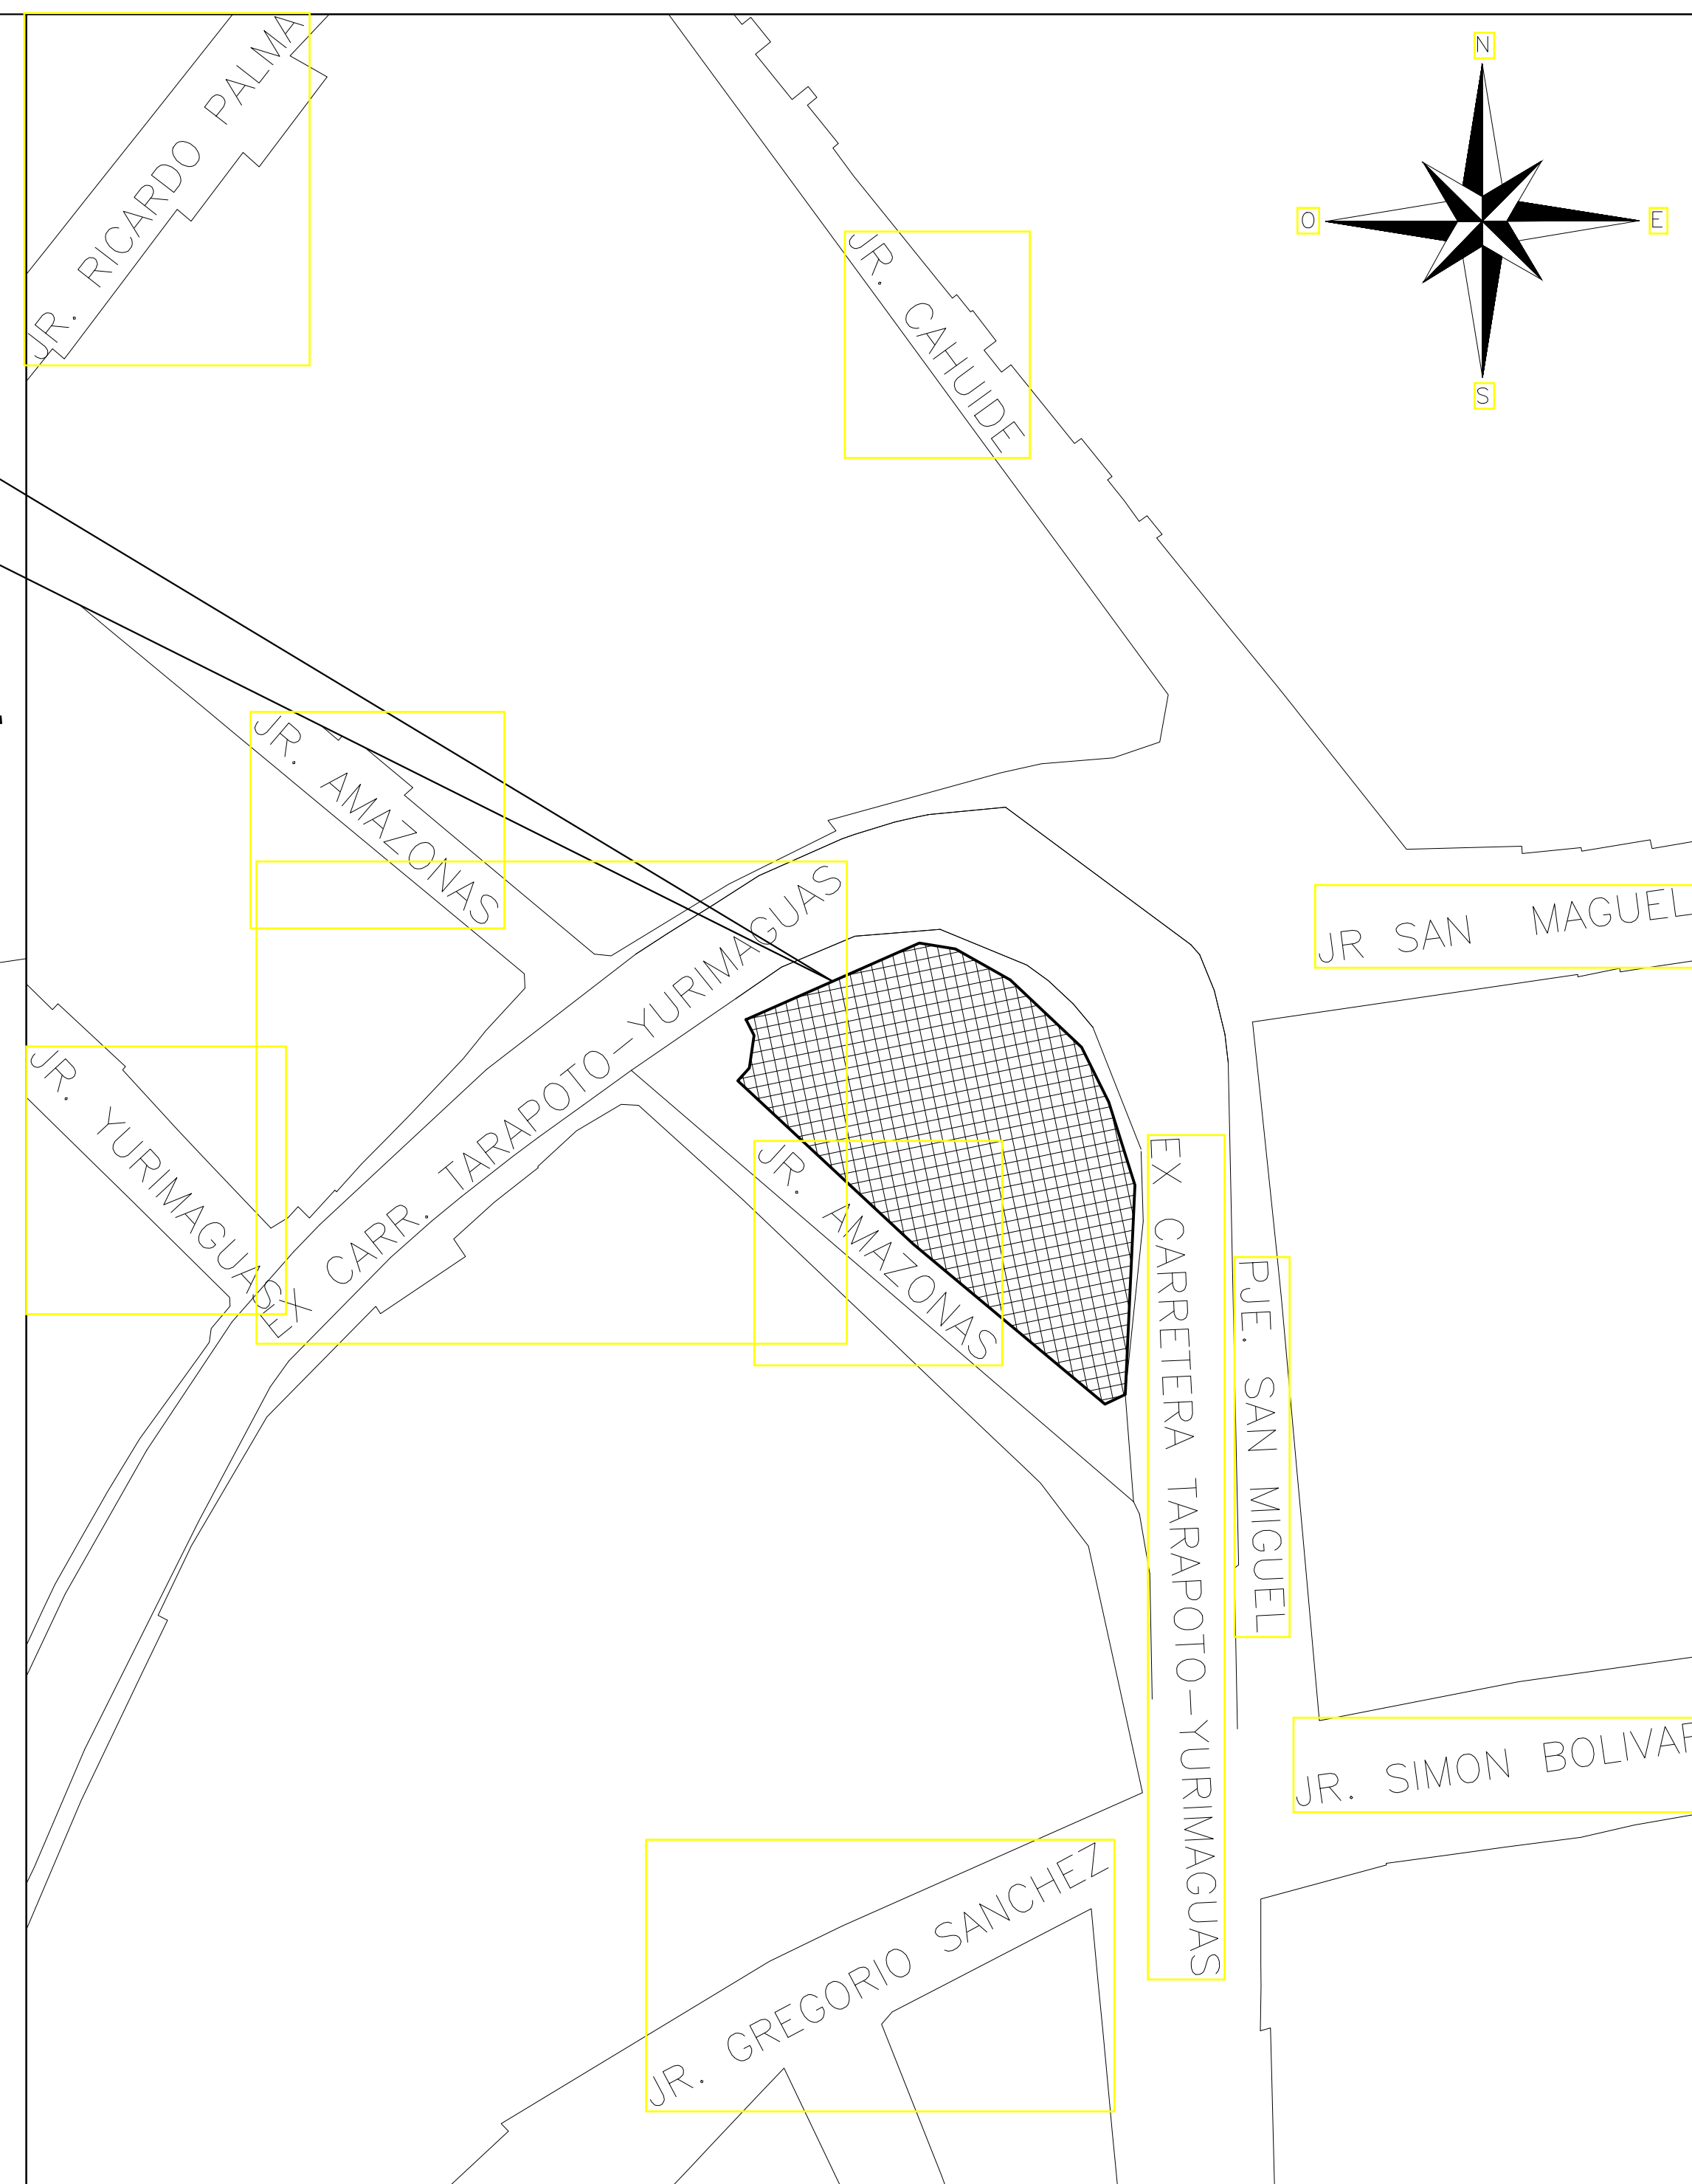 JR. RICARDO PALMA
N
O
E
S
JR. CAHUIDE
JR. AMAZONAS
EX CARR. TARAPOTO-YURIMAGUAS
JR SAN MAGUEL
JR. YURIMAGUAS
JR. AMAZONAS
EX CARRETERA TARAPOTO-YURIMAGUAS
PJE. SAN MIGUEL
JR. SIMON BOLIVAR
JR. GREGORIO SANCHEZ